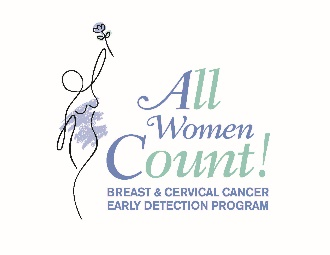 All
Women
Count!
BREAST & CERVICAL CANCER
EARLY DETECTION PROGRAM